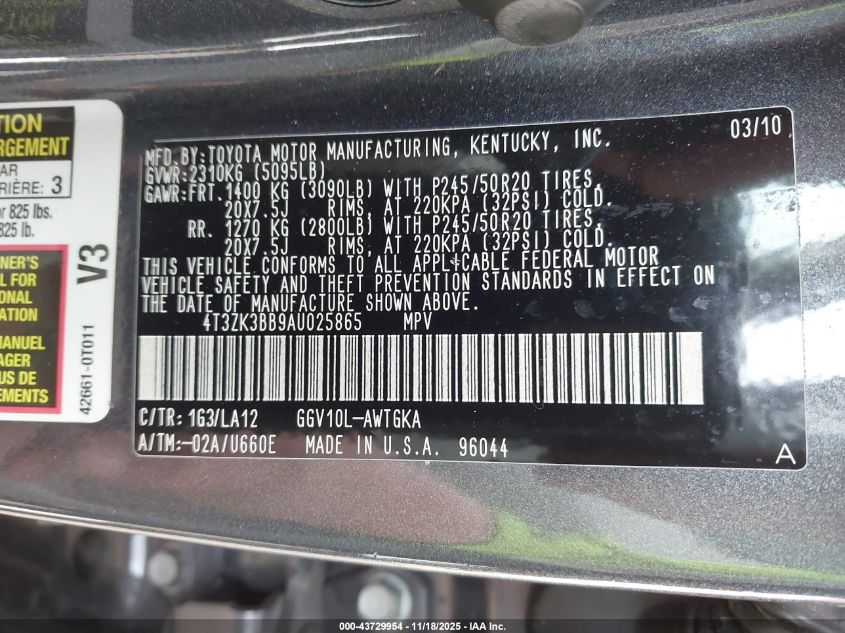 TION
RGEMENT
AR
RIÈRE: 3
or 825 lbs.
825 lb.
NER'S
L FOR
ONAL
ATION
MANUEL
AGER
US DE
EMENTS
V3
42661-0T011
03/10
MFD.BY:TOYOTA MOTOR MANUFACTURING, KENTUCKY, INC.
GVWR:2310KG (5095LB)
GAWR:FRT.1400 KG (3090LB) WITH P245/50R20 TIRES,
20X7.5J RIMS, AT 220KPA (32PSI) COLD.
RR. 1270 KG (2800LB) WITH P245/50R20 TIRES,
20X7.5J RIMS, AT 220KPA (32PSI) COLD.
THIS VEHICLE CONFORMS TO ALL APPLICABLE FEDERAL MOTOR
VEHICLE SAFETY AND THEFT PREVENTION STANDARDS IN EFFECT ON
THE DATE OF MANUFACTURE SHOWN ABOVE.
4T3ZK3BB9AU025865 MPV
C/TR: 1G3/LA12 GGV10L-AWTGKA
A/TM:-02A/U660E MADE IN U.S.A. 96044
A
000-43729954 - 11/18/2025 - IAA Inc.